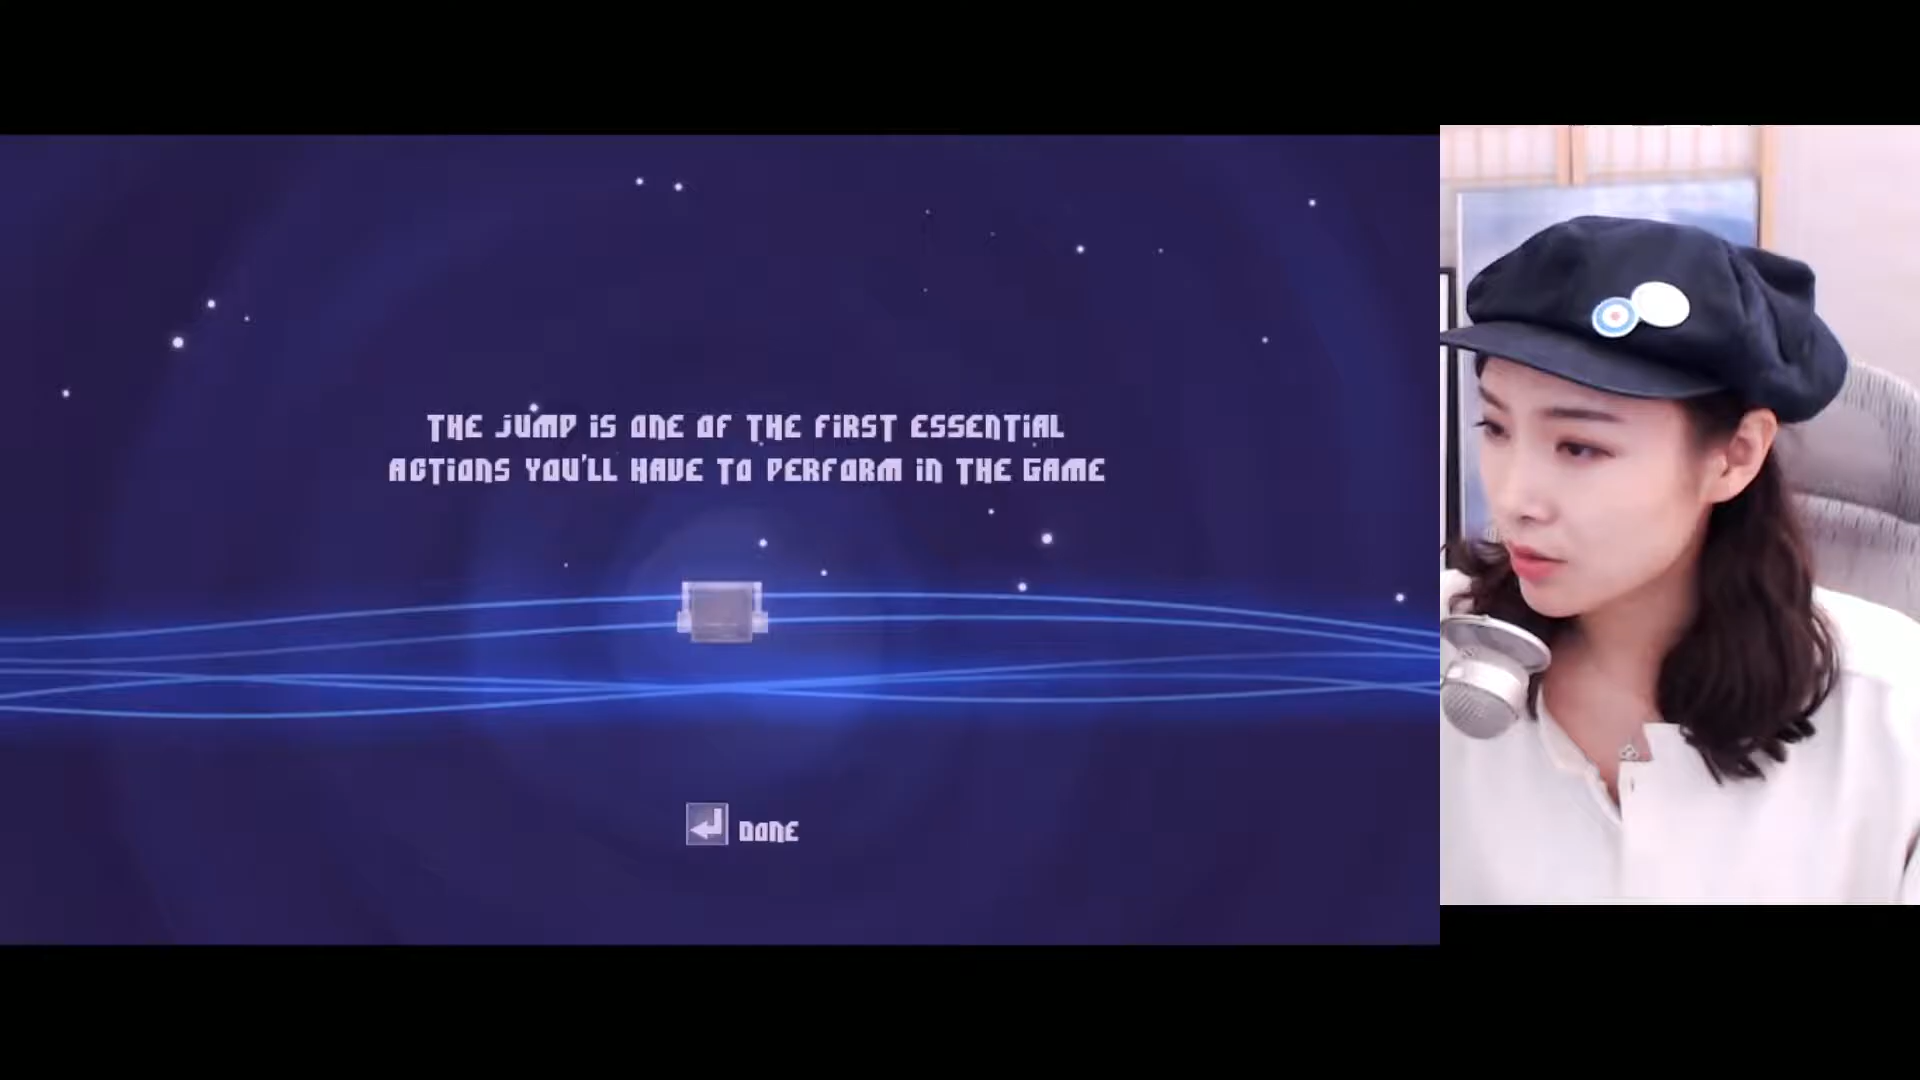 THE JUMP IS ONE OF THE FIRST ESSENTIAL
ACTIONS YOU'LL HAVE TO PERFORM IN THE GAME
DONE